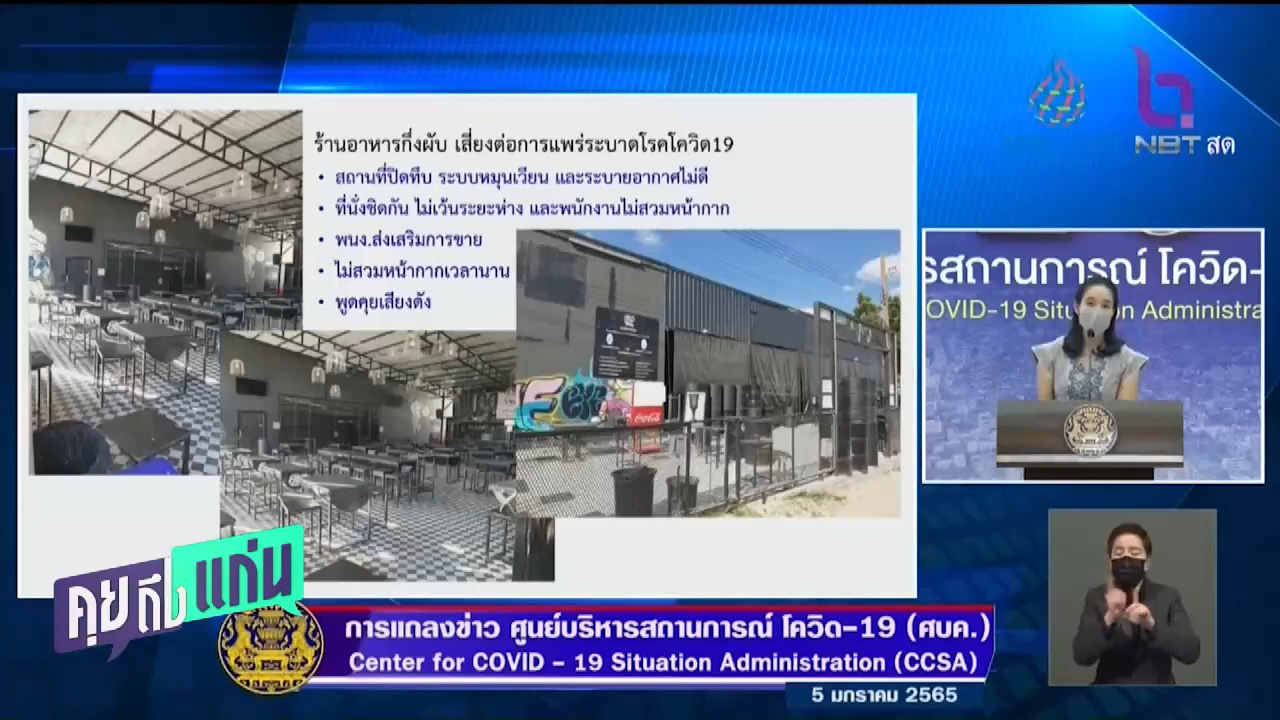 NBT สด
ร้านอาหารกึ่งผับ เสี่ยงต่อการแพร่ระบาดโรคโควิด19
• สถานที่ปิดทึบ ระบบหมุนเวียน และระบายอากาศไม่ดี
• ที่นั่งชิดกัน ไม่เว้นระยะห่าง และพนักงานไม่สวมหน้ากาก
• พนง.ส่งเสริมการขาย
• ไม่สวมหน้ากากเวลานาน
• พูดคุยเสียงดัง
Coca-Cola
รสถานการณ์ โควิด-
OVID-19 Situ Administra
คุยถึงแก่น
การแถลงข่าว ศูนย์บริหารสถานการณ์ โควิด-19 (ศบค.)
Center for COVID - 19 Situation Administration (CCSA)
5 มกราคม 2565